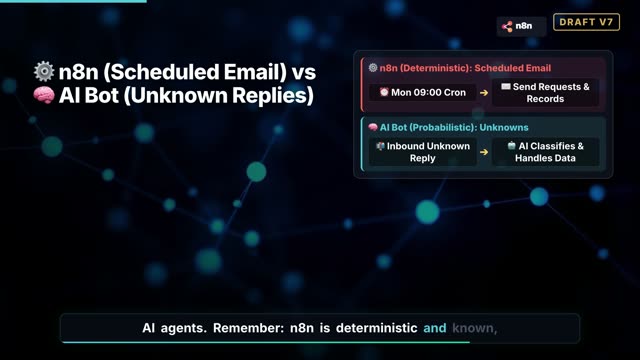 n8n
DRAFT V7
n8n (Scheduled Email) vs
AI Bot (Unknown Replies)
n8n (Deterministic): Scheduled Email
Mon 09:00 Cron
→
Send Requests &
Records
AI Bot (Probabilistic): Unknowns
Inbound Unknown
Reply
→
AI Classifies &
Handles Data
AI agents. Remember: n8n is deterministic and known,